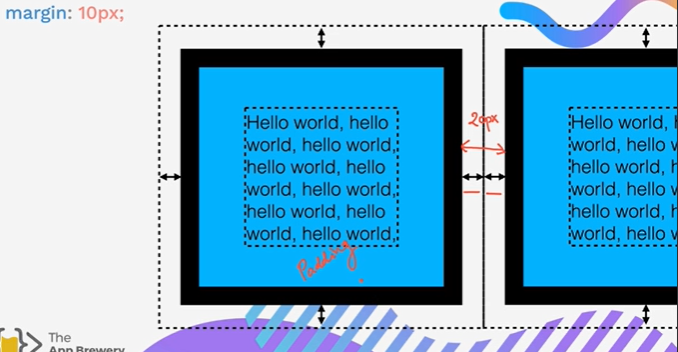 margin: 10px;
Hello world, hello
world, hello world,
hello world, hello
world, hello world,
hello world, hello
world, hello world,
Padding
20px
Hello world,
world, hello
hello world,
world, hello
hello world,
world, hello
The
App Brewery